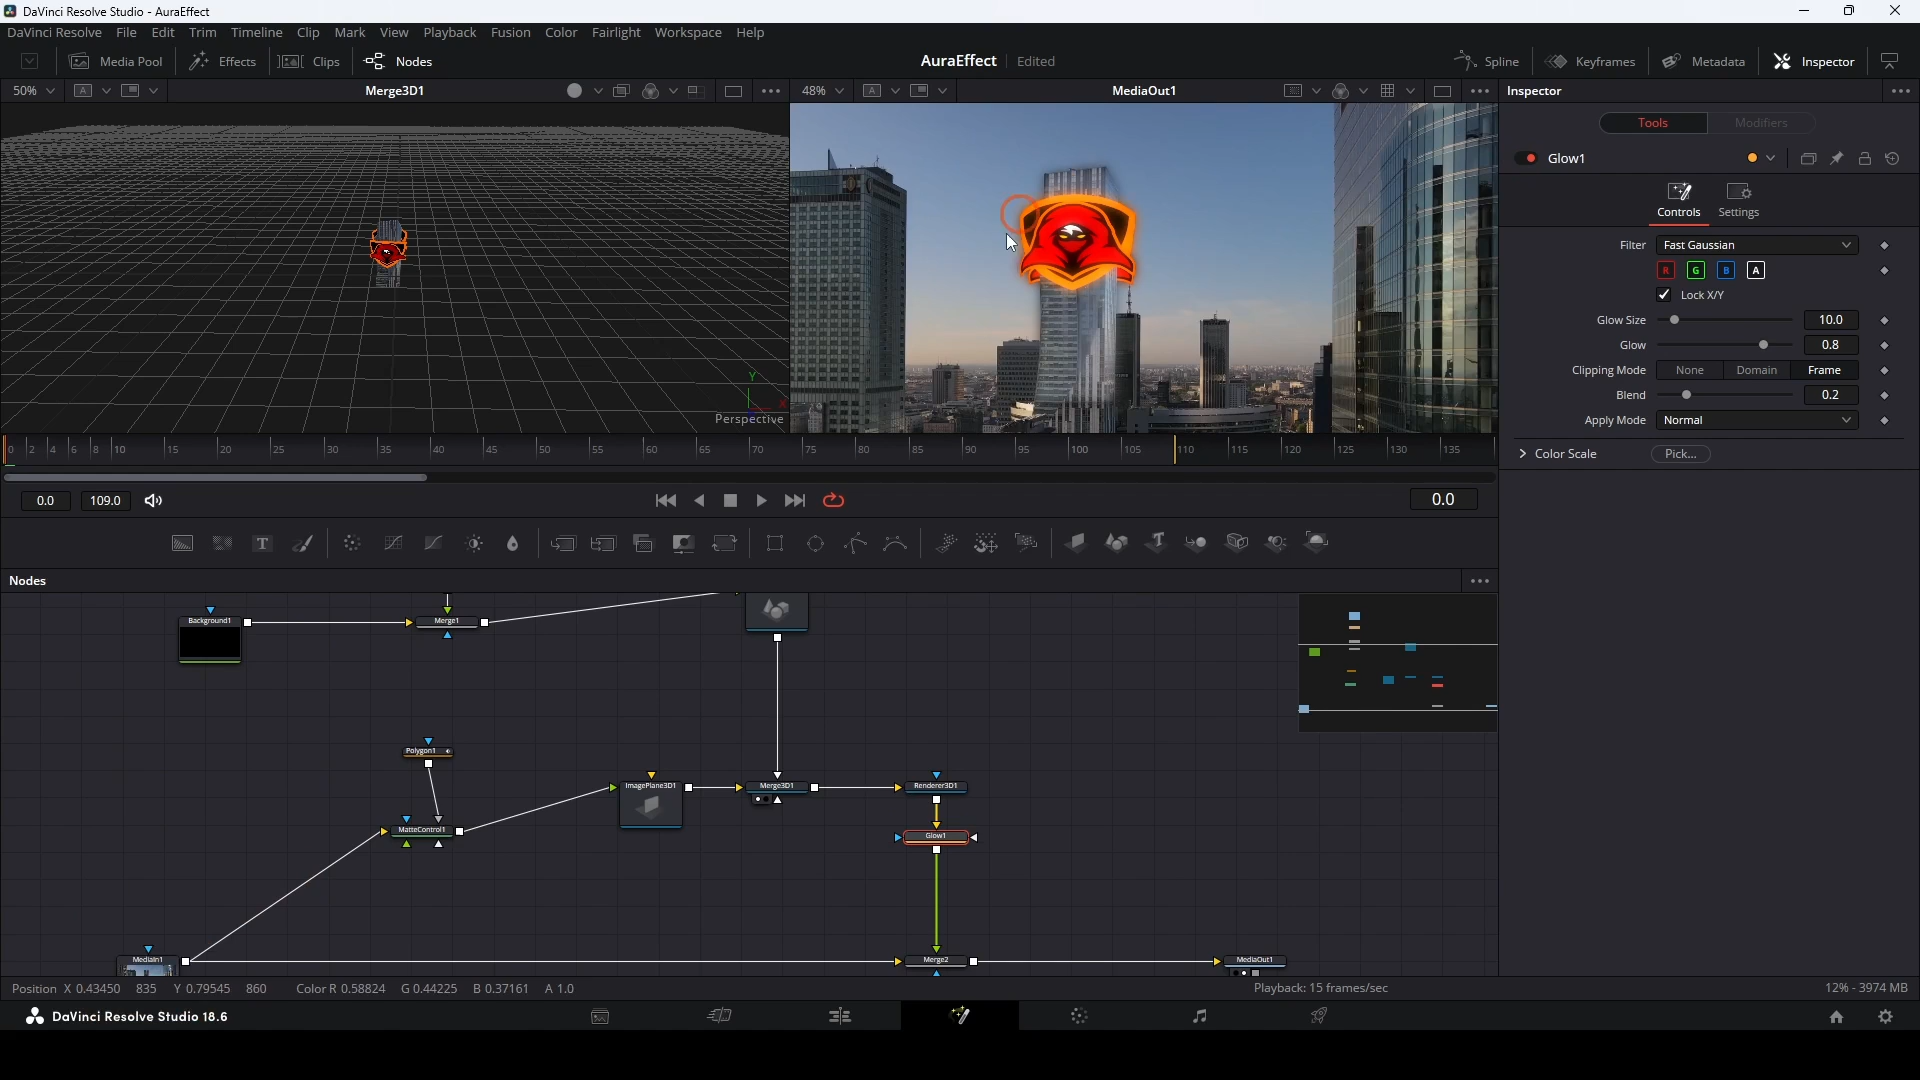 DaVinci Resolve Studio - AuraEffect
DaVinci Resolve File Edit Trim Timeline Clip Mark View Playback Fusion Color Fairlight Workspace Help
Media Pool Effects Clips Nodes AuraEffect Edited Spline Keyframes Metadata Inspector
50% A Merge3D1 48% A MediaOut1 Inspector
Tools Modifiers
Glow1
Controls Settings
Filter Fast Gaussian
R G B A
Lock X/Y
Glow Size 10.0
Glow 0.8
Clipping Mode None Domain Frame
Blend 0.2
Apply Mode Normal
Color Scale Pick...
Y
X
Perspective
0 2 4 6 8 10 15 20 25 30 35 40 45 50 55 60 65 70 75 80 85 90 95 100 105 110 115 120 125 130 135
0.0 109.0 0.0
T
Nodes
Background1 Merge1
Polygon1
ImagePlane3D1 Merge3D1 Renderer3D1
MatteControl1 Glow1
MediaIn1 Merge2 MediaOut1
Position X 0.43450 835 Y 0.79545 860 Color R 0.58824 G 0.44225 B 0.37161 A 1.0 Playback: 15 frames/sec 12% - 3974 MB
DaVinci Resolve Studio 18.6